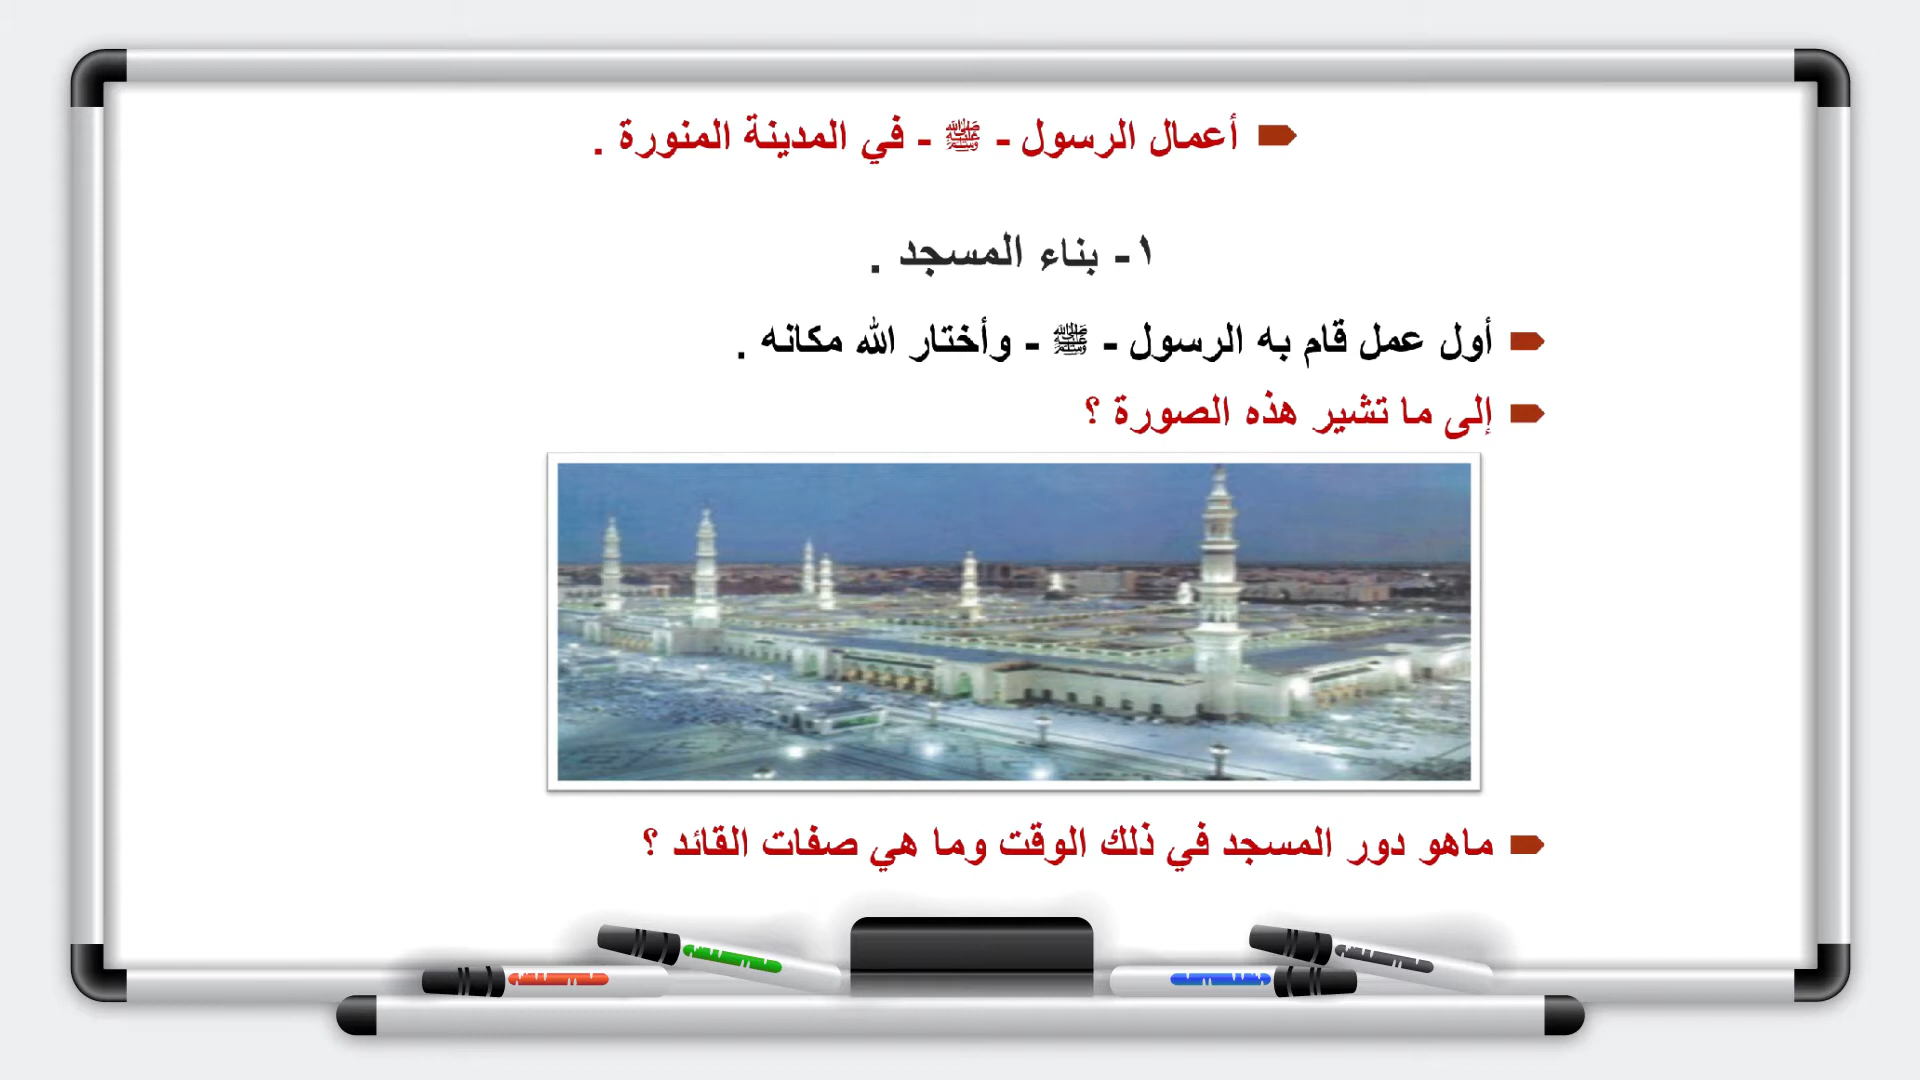 أعمال الرسول - ﷺ - في المدينة المنورة .
١- بناء المسجد .
أول عمل قام به الرسول - ﷺ - وأختار الله مكانه .
إلى ما تشير هذه الصورة ؟
ماهو دور المسجد في ذلك الوقت وما هي صفات القائد ؟